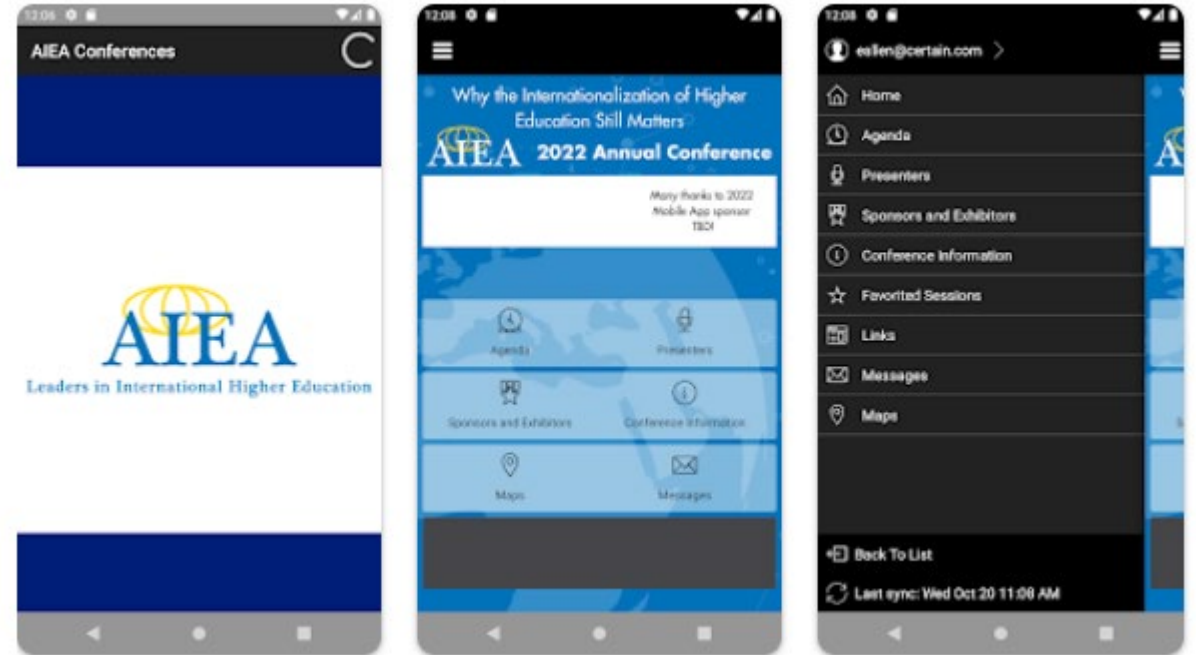 12:06
AIEA Conferences
AIEA
Leaders in International Higher Education
12:08
Why the Internationalization of Higher
Education Still Matters
AIEA 2022 Annual Conference
Many thanks to 2022
Mobile App sponsor
TBD!
Agenda
Presenters
Sponsors and Exhibitors
Conference Information
Maps
Messages
12:08
eallen@certain.com
Home
Agenda
Presenters
Sponsors and Exhibitors
Conference Information
Favorited Sessions
Links
Messages
Maps
Back To List
Last sync: Wed Oct 20 11:08 AM